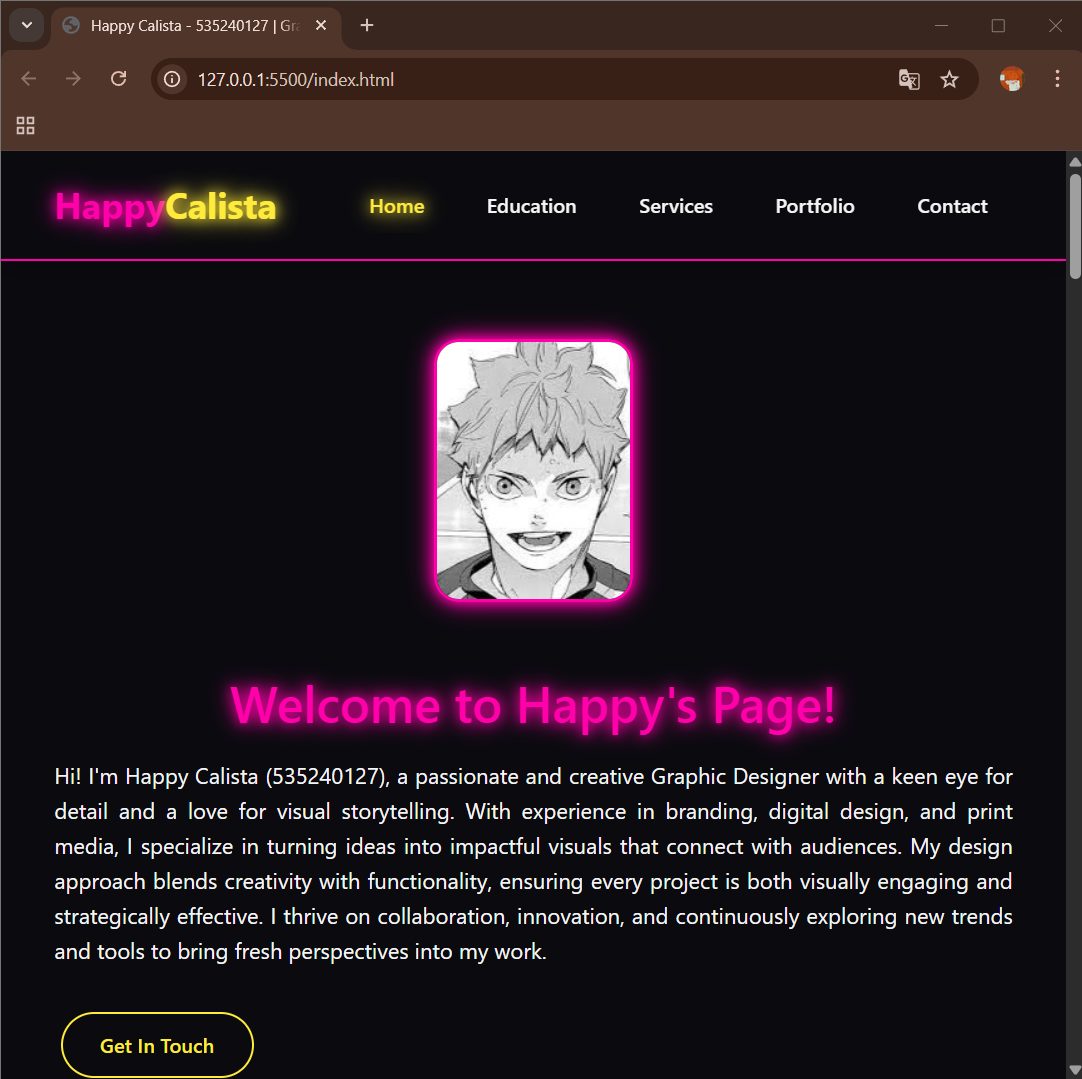 Happy Calista - 535240127 | Gra
127.0.0.1:5500/index.html
HappyCalista
Home Education Services Portfolio Contact
Welcome to Happy's Page!
Hi! I'm Happy Calista (535240127), a passionate and creative Graphic Designer with a keen eye for
detail and a love for visual storytelling. With experience in branding, digital design, and print
media, I specialize in turning ideas into impactful visuals that connect with audiences. My design
approach blends creativity with functionality, ensuring every project is both visually engaging and
strategically effective. I thrive on collaboration, innovation, and continuously exploring new trends
and tools to bring fresh perspectives into my work.
Get In Touch